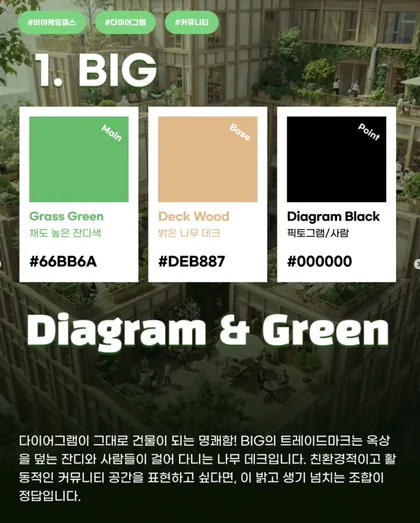 #비야케잉겔스 #다이어그램 #커뮤니티
1. BIG
Main Base Point
Grass Green Deck Wood Diagram Black
채도 높은 잔디색 밝은 나무 데크 픽토그램/사람
#66BB6A #DEB887 #000000
Diagram & Green
다이어그램이 그대로 건물이 되는 명쾌함! BIG의 트레이드마크는 옥상
을 덮는 잔디와 사람들이 걸어 다니는 나무 데크입니다. 친환경적이고 활
동적인 커뮤니티 공간을 표현하고 싶다면, 이 밝고 생기 넘치는 조합이
정답입니다.